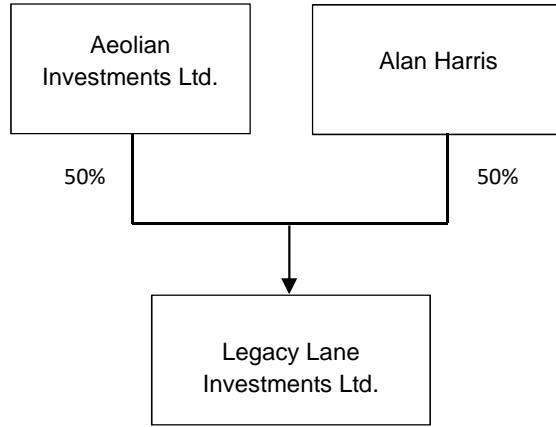 Aeolian
Investments Ltd.
Alan Harris
50%
50%
Legacy Lane
Investments Ltd.